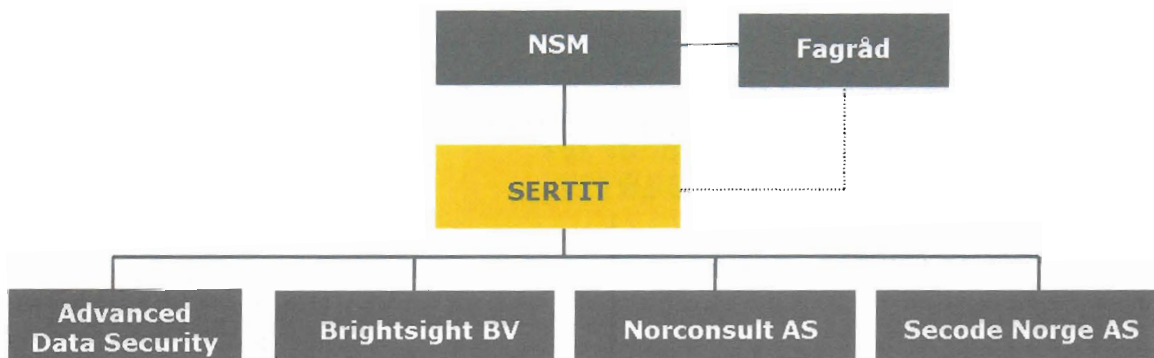 NSM
Fagråd
SERTIT
Advanced
Data Security
Brightsight BV
Norconsult AS
Secode Norge AS